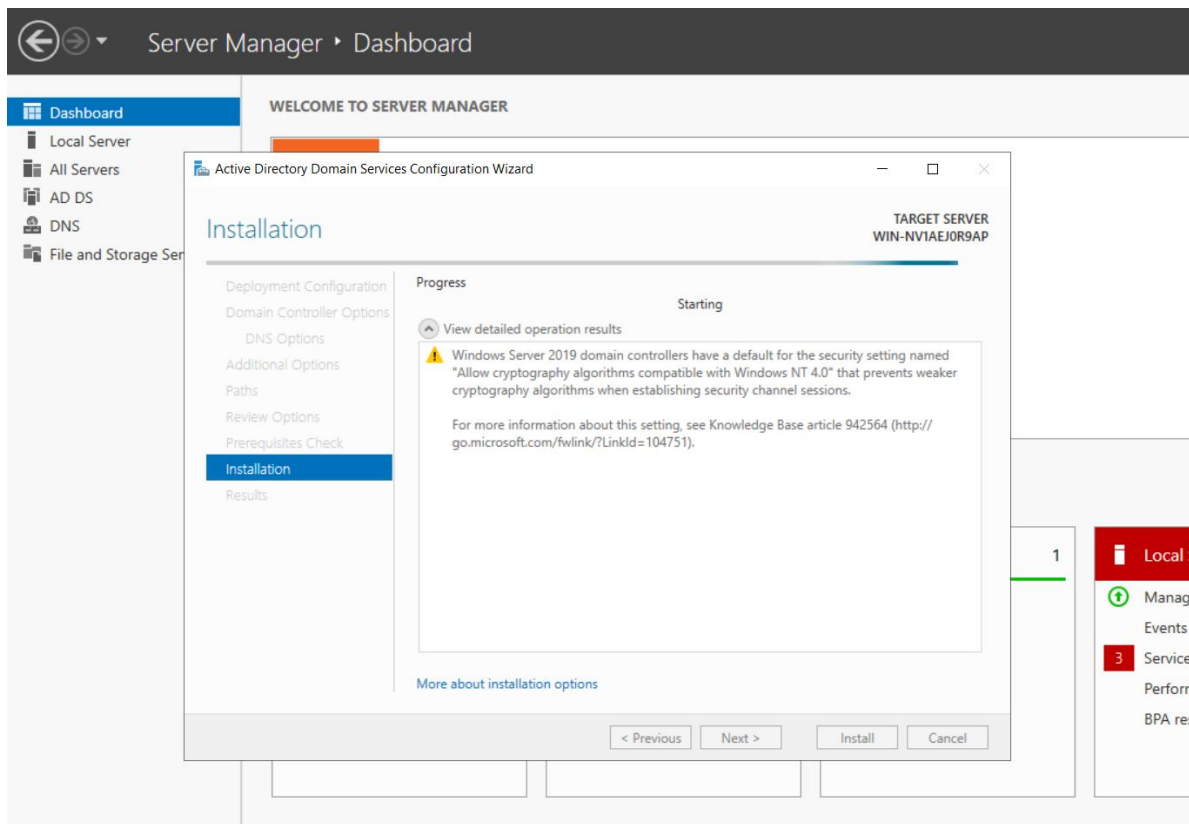 Server Manager ‣ Dashboard
Dashboard
Local Server
All Servers
AD DS
DNS
File and Storage Ser
WELCOME TO SERVER MANAGER
Active Directory Domain Services Configuration Wizard
Installation
TARGET SERVER
WIN-NV1AEJ0R9AP
Deployment Configuration
Domain Controller Options
DNS Options
Additional Options
Paths
Review Options
Prerequisites Check
Installation
Results
Progress
Starting
View detailed operation results
Windows Server 2019 domain controllers have a default for the security setting named
"Allow cryptography algorithms compatible with Windows NT 4.0" that prevents weaker
cryptography algorithms when establishing security channel sessions.
For more information about this setting, see Knowledge Base article 942564 (http://
go.microsoft.com/fwlink/?LinkId=104751).
More about installation options
< Previous
Next >
Install
Cancel
1
Local
Manag
Events
3 Service
Perforr
BPA re